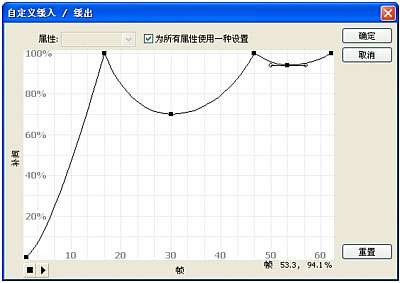 自定义缓入 / 缓出
属性:
为所有属性使用一种设置
确定
取消
100%
80%
60%
40%
20%
补间
10 20 30 40 50 60
帧 53.3, 94.1%
帧
重置